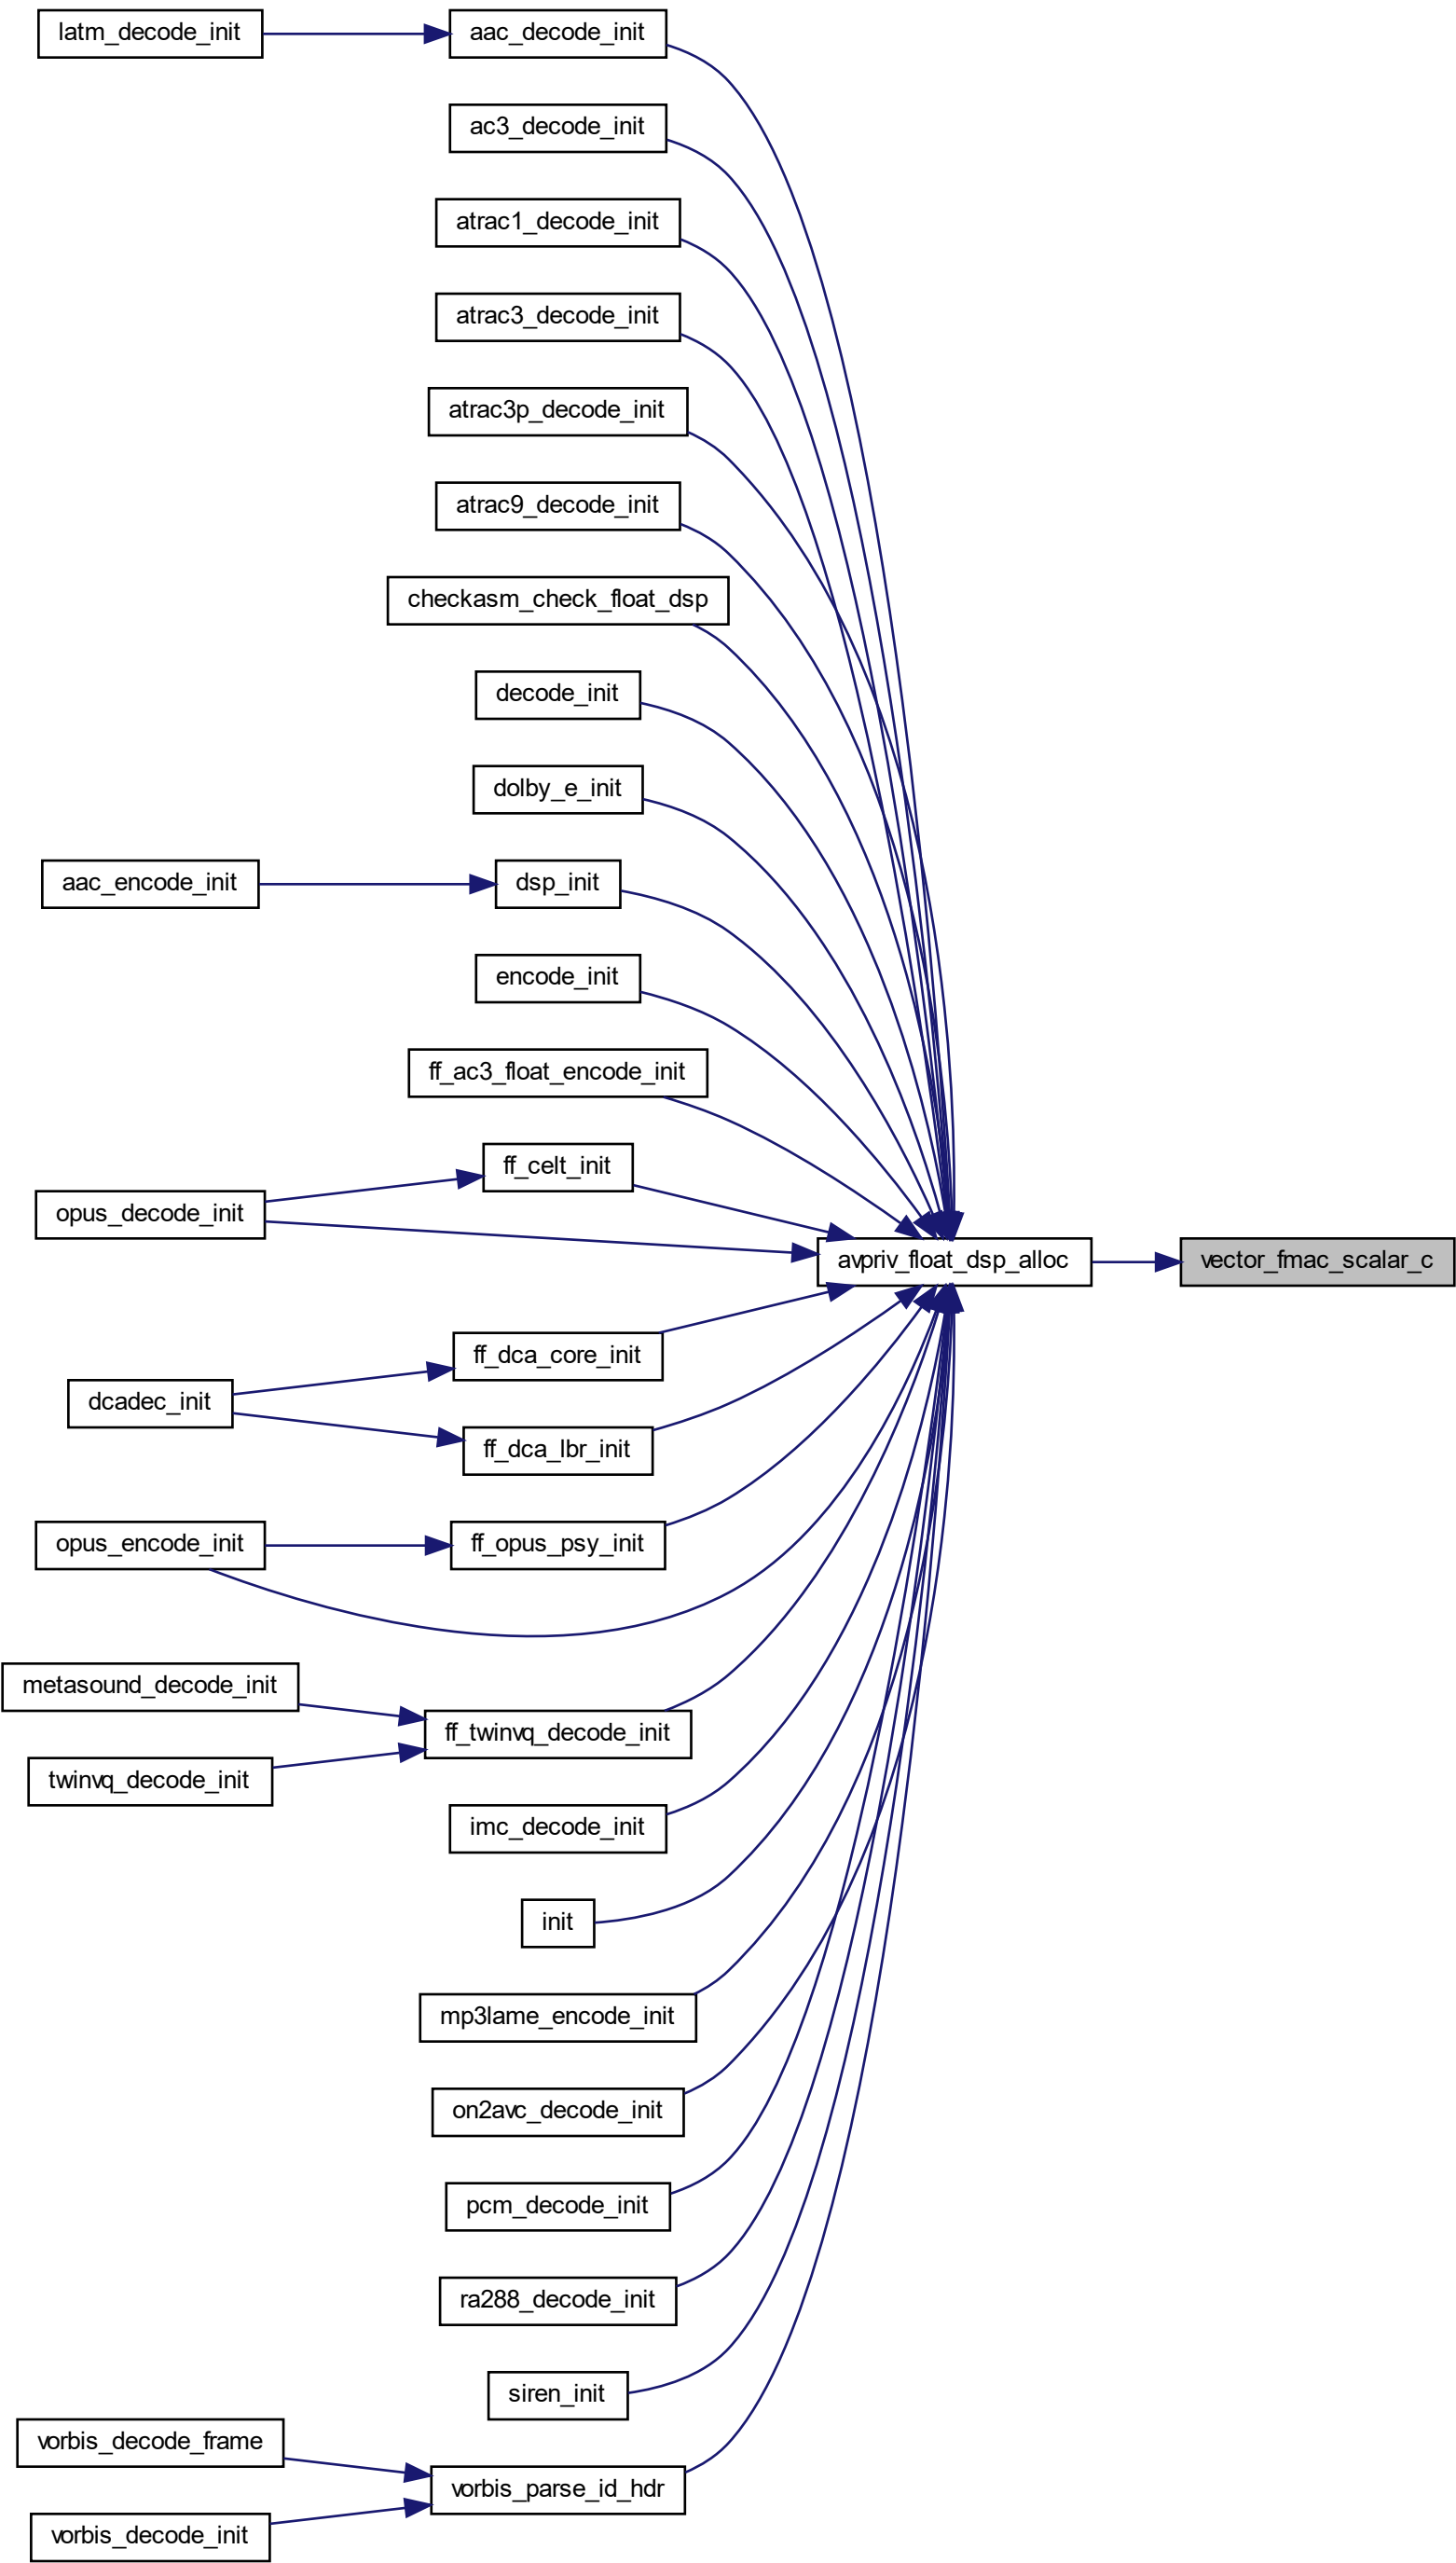 latm_decode_init
aac_decode_init
ac3_decode_init
atrac1_decode_init
atrac3_decode_init
atrac3p_decode_init
atrac9_decode_init
checkasm_check_float_dsp
decode_init
dolby_e_init
aac_encode_init
dsp_init
encode_init
ff_ac3_float_encode_init
ff_celt_init
opus_decode_init
avpriv_float_dsp_alloc
vector_fmac_scalar_c
ff_dca_core_init
dcadec_init
ff_dca_lbr_init
opus_encode_init
ff_opus_psy_init
metasound_decode_init
ff_twinvq_decode_init
twinvq_decode_init
imc_decode_init
init
mp3lame_encode_init
on2avc_decode_init
pcm_decode_init
ra288_decode_init
siren_init
vorbis_decode_frame
vorbis_parse_id_hdr
vorbis_decode_init